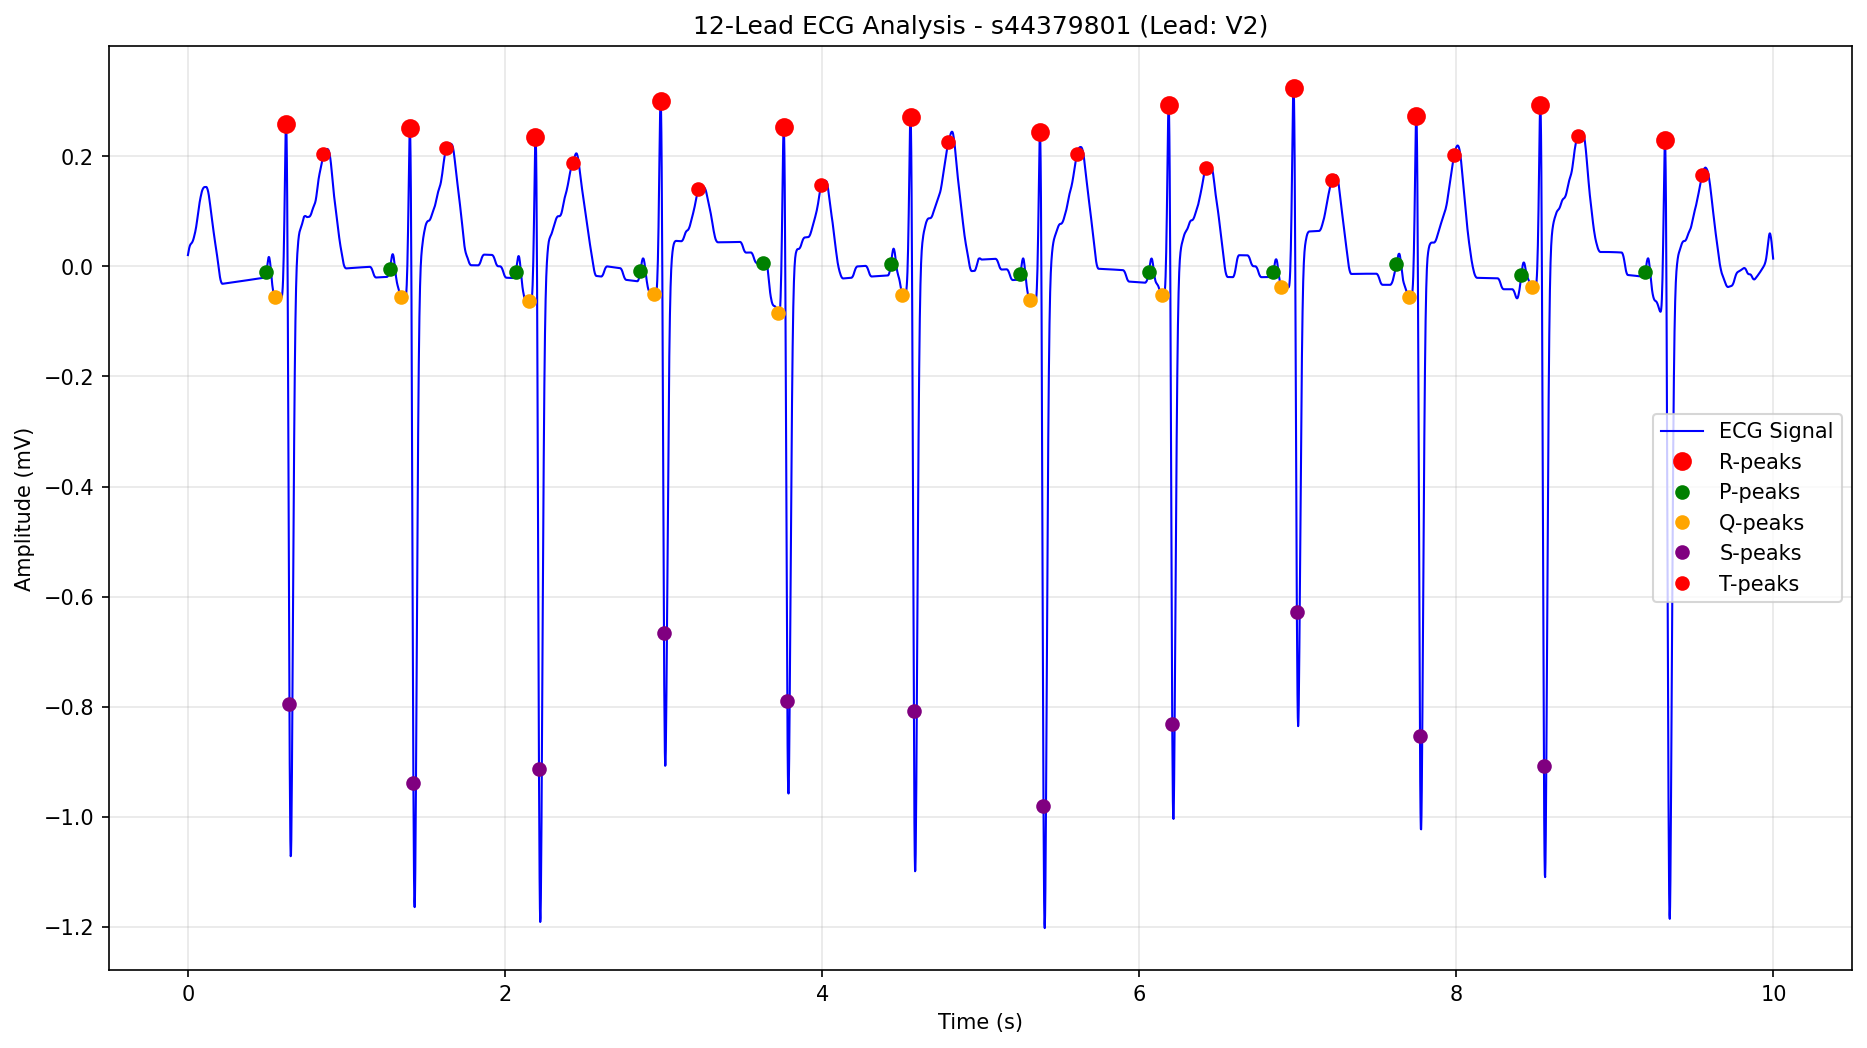 12-Lead ECG Analysis - s44379801 (Lead: V2)
Amplitude (mV)
0.2
0.0
−0.2
−0.4
−0.6
−0.8
−1.0
−1.2
ECG Signal
R-peaks
P-peaks
Q-peaks
S-peaks
T-peaks
0 2 4 6 8 10
Time (s)